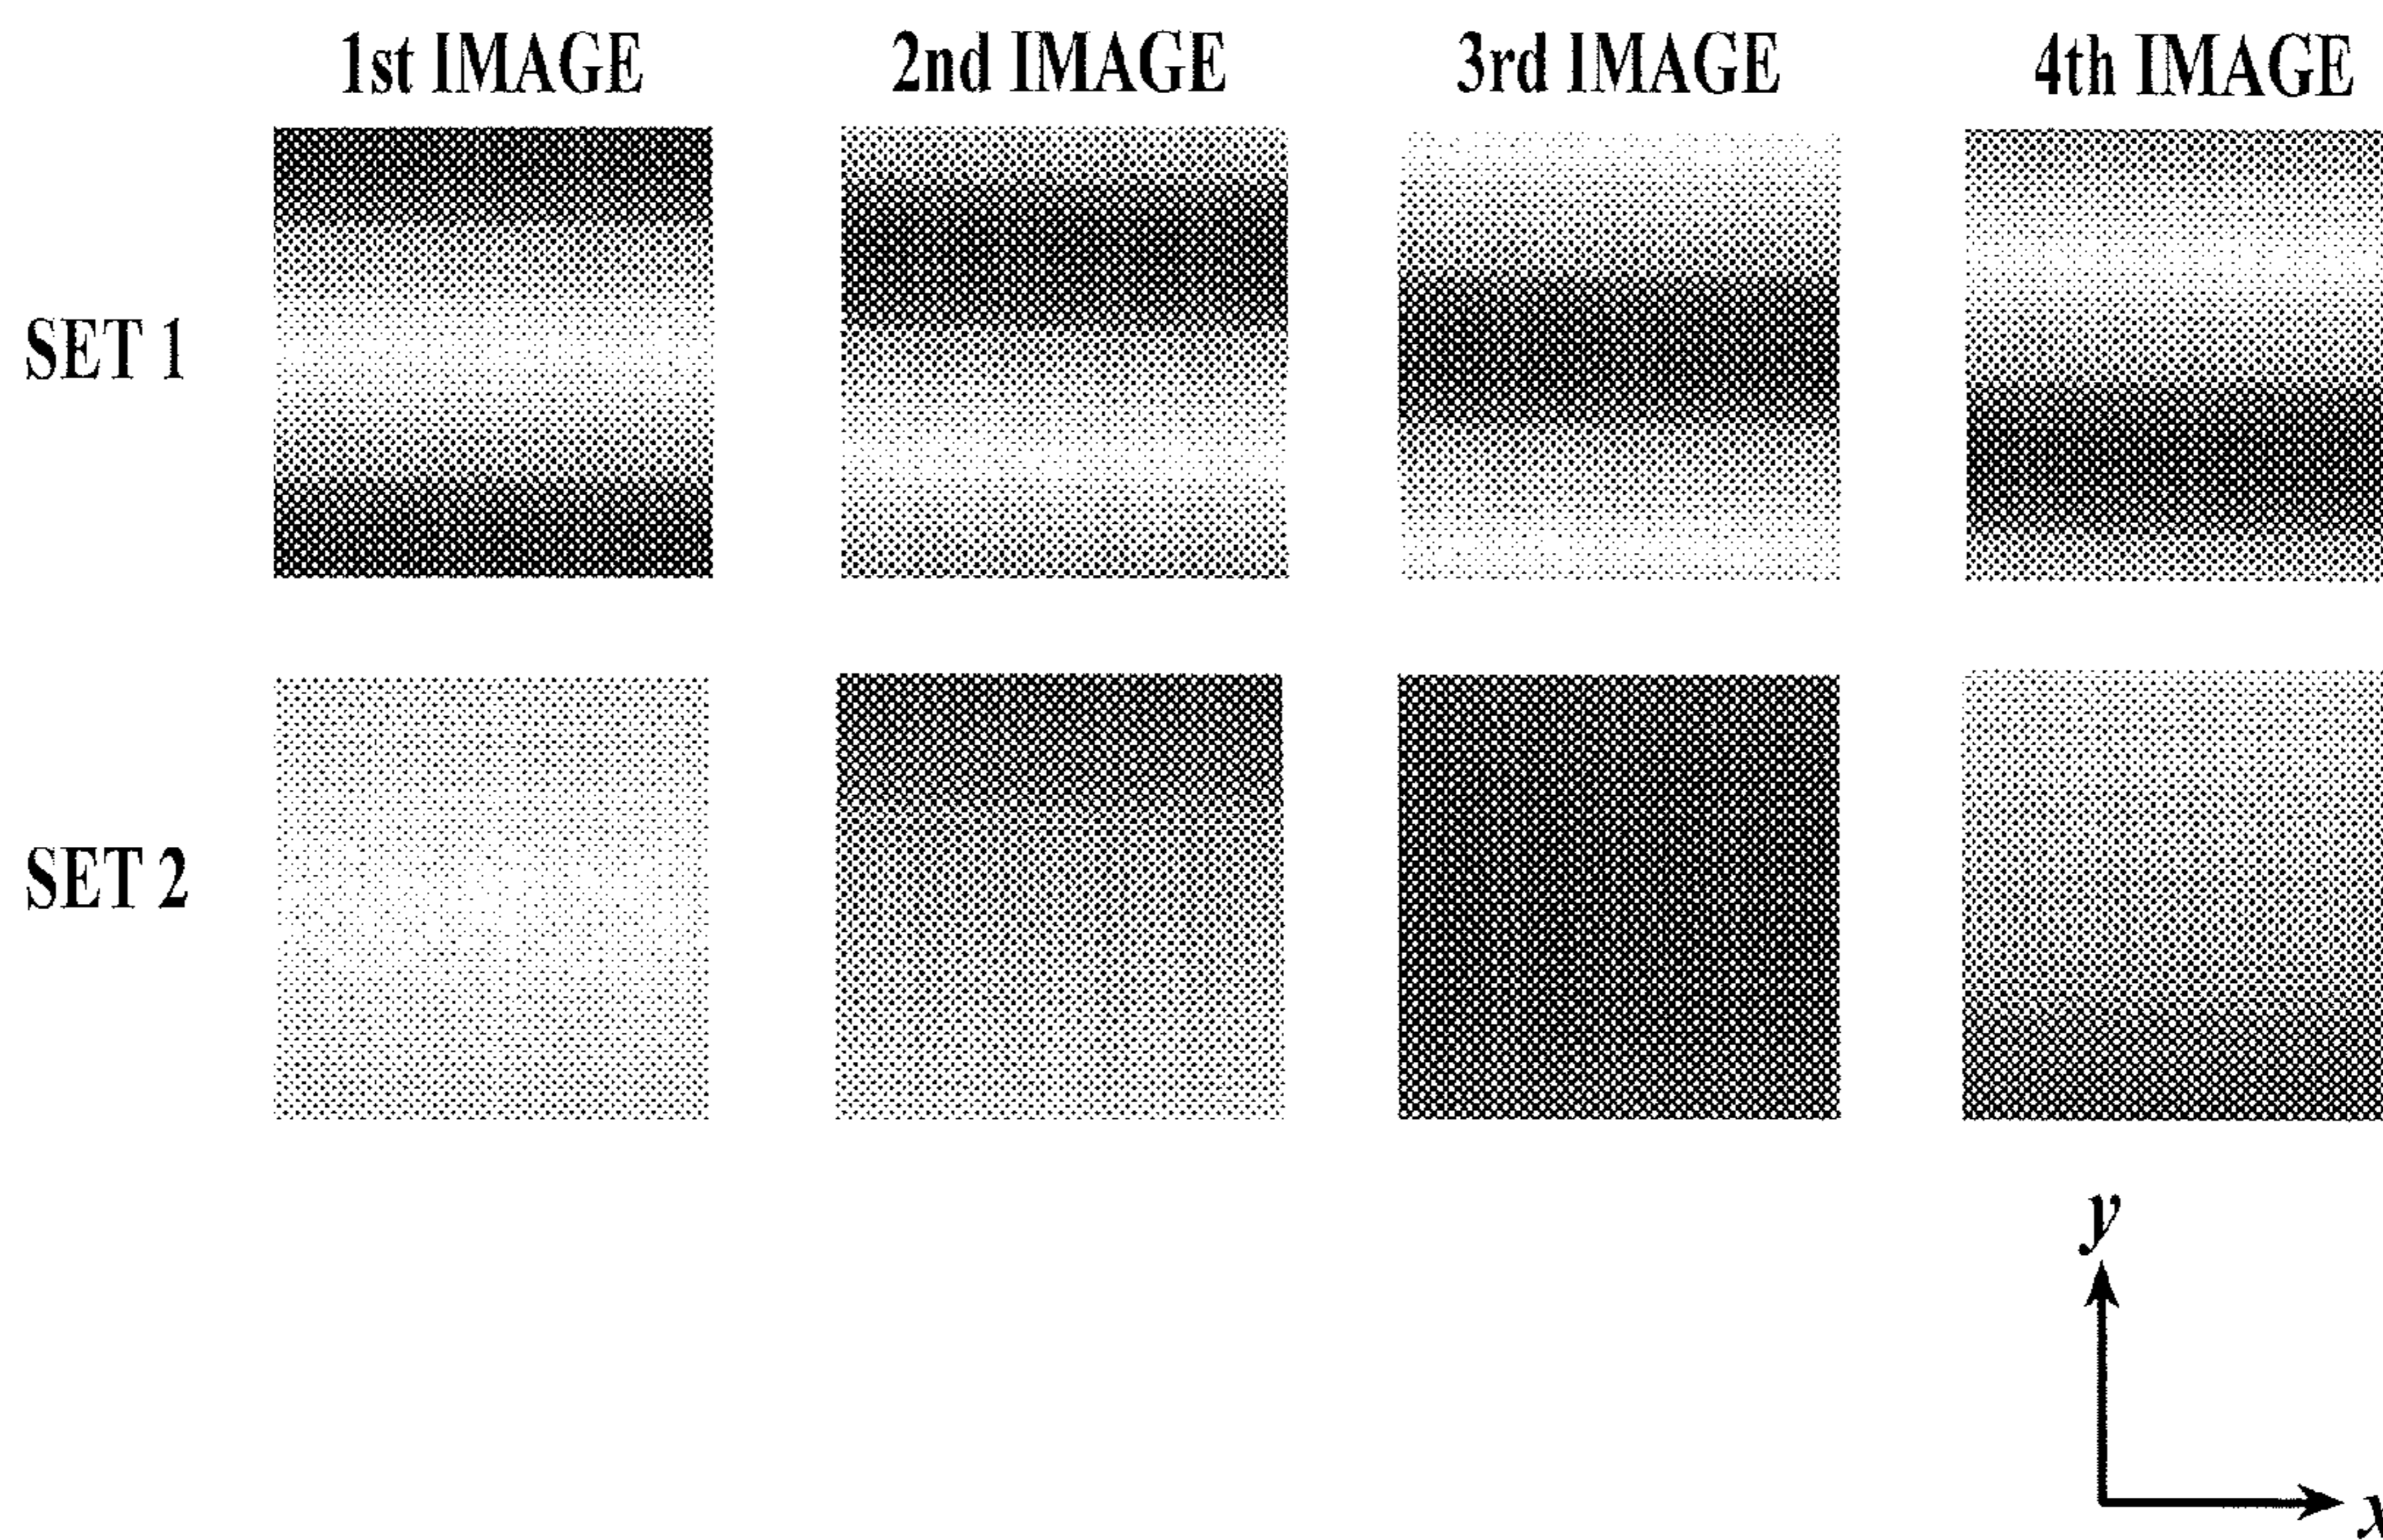 1st IMAGE 2nd IMAGE 3rd IMAGE 4th IMAGE
SET 1
SET 2
y
x